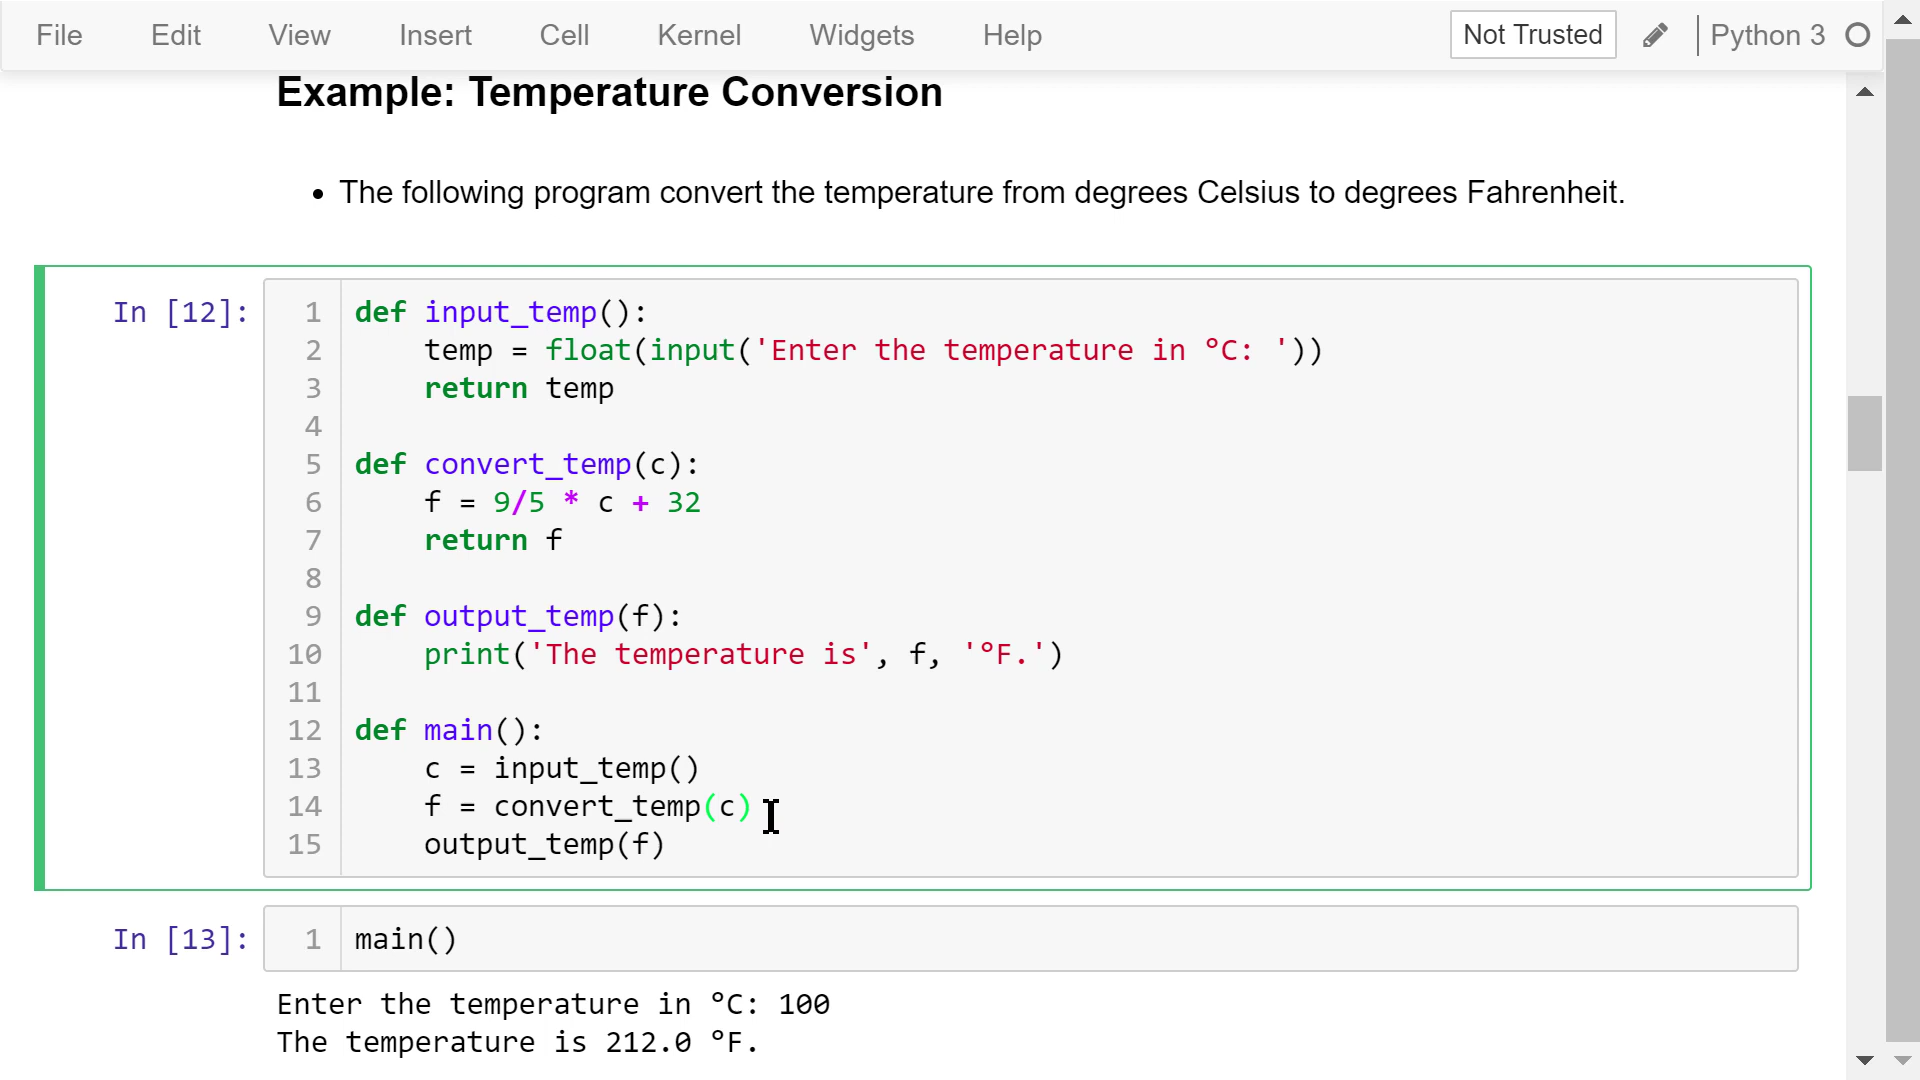 File Edit View Insert Cell Kernel Widgets Help Not Trusted Python 3
Example: Temperature Conversion
• The following program convert the temperature from degrees Celsius to degrees Fahrenheit.
In [12]:
1 def input_temp():
2     temp = float(input('Enter the temperature in °C: '))
3     return temp
4
5 def convert_temp(c):
6     f = 9/5 * c + 32
7     return f
8
9 def output_temp(f):
10     print('The temperature is', f, '°F.')
11
12 def main():
13     c = input_temp()
14     f = convert_temp(c)
15     output_temp(f)
In [13]: 1 main()
Enter the temperature in °C: 100
The temperature is 212.0 °F.